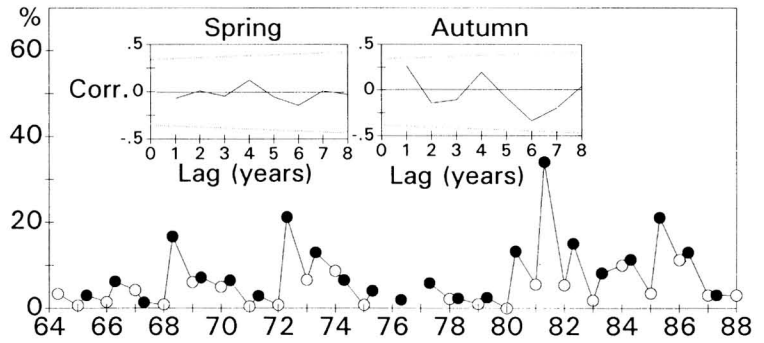 %
Spring Autumn
.5 .5
60
Corr. 0 0
-.5 -.5
0 1 2 3 4 5 6 7 8 0 1 2 3 4 5 6 7 8
40
Lag (years) Lag (years)
20
0
64 66 68 70 72 74 76 78 80 82 84 86 88